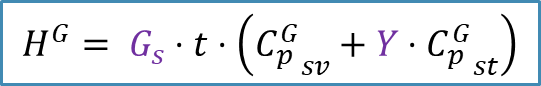 H^G = G_s · t · (C_p^G_sv + Y · C_p^G_st)